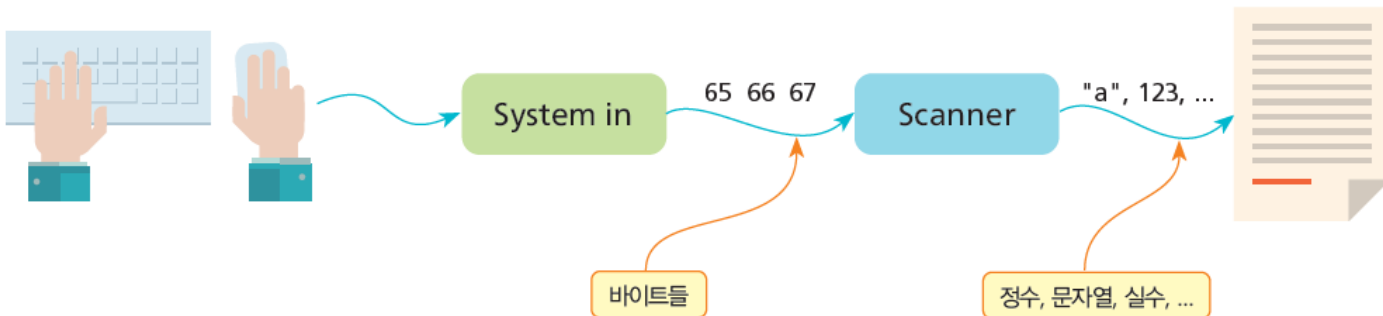 System in
65 66 67
Scanner
"a", 123, ...
바이트들
정수, 문자열, 실수, ...